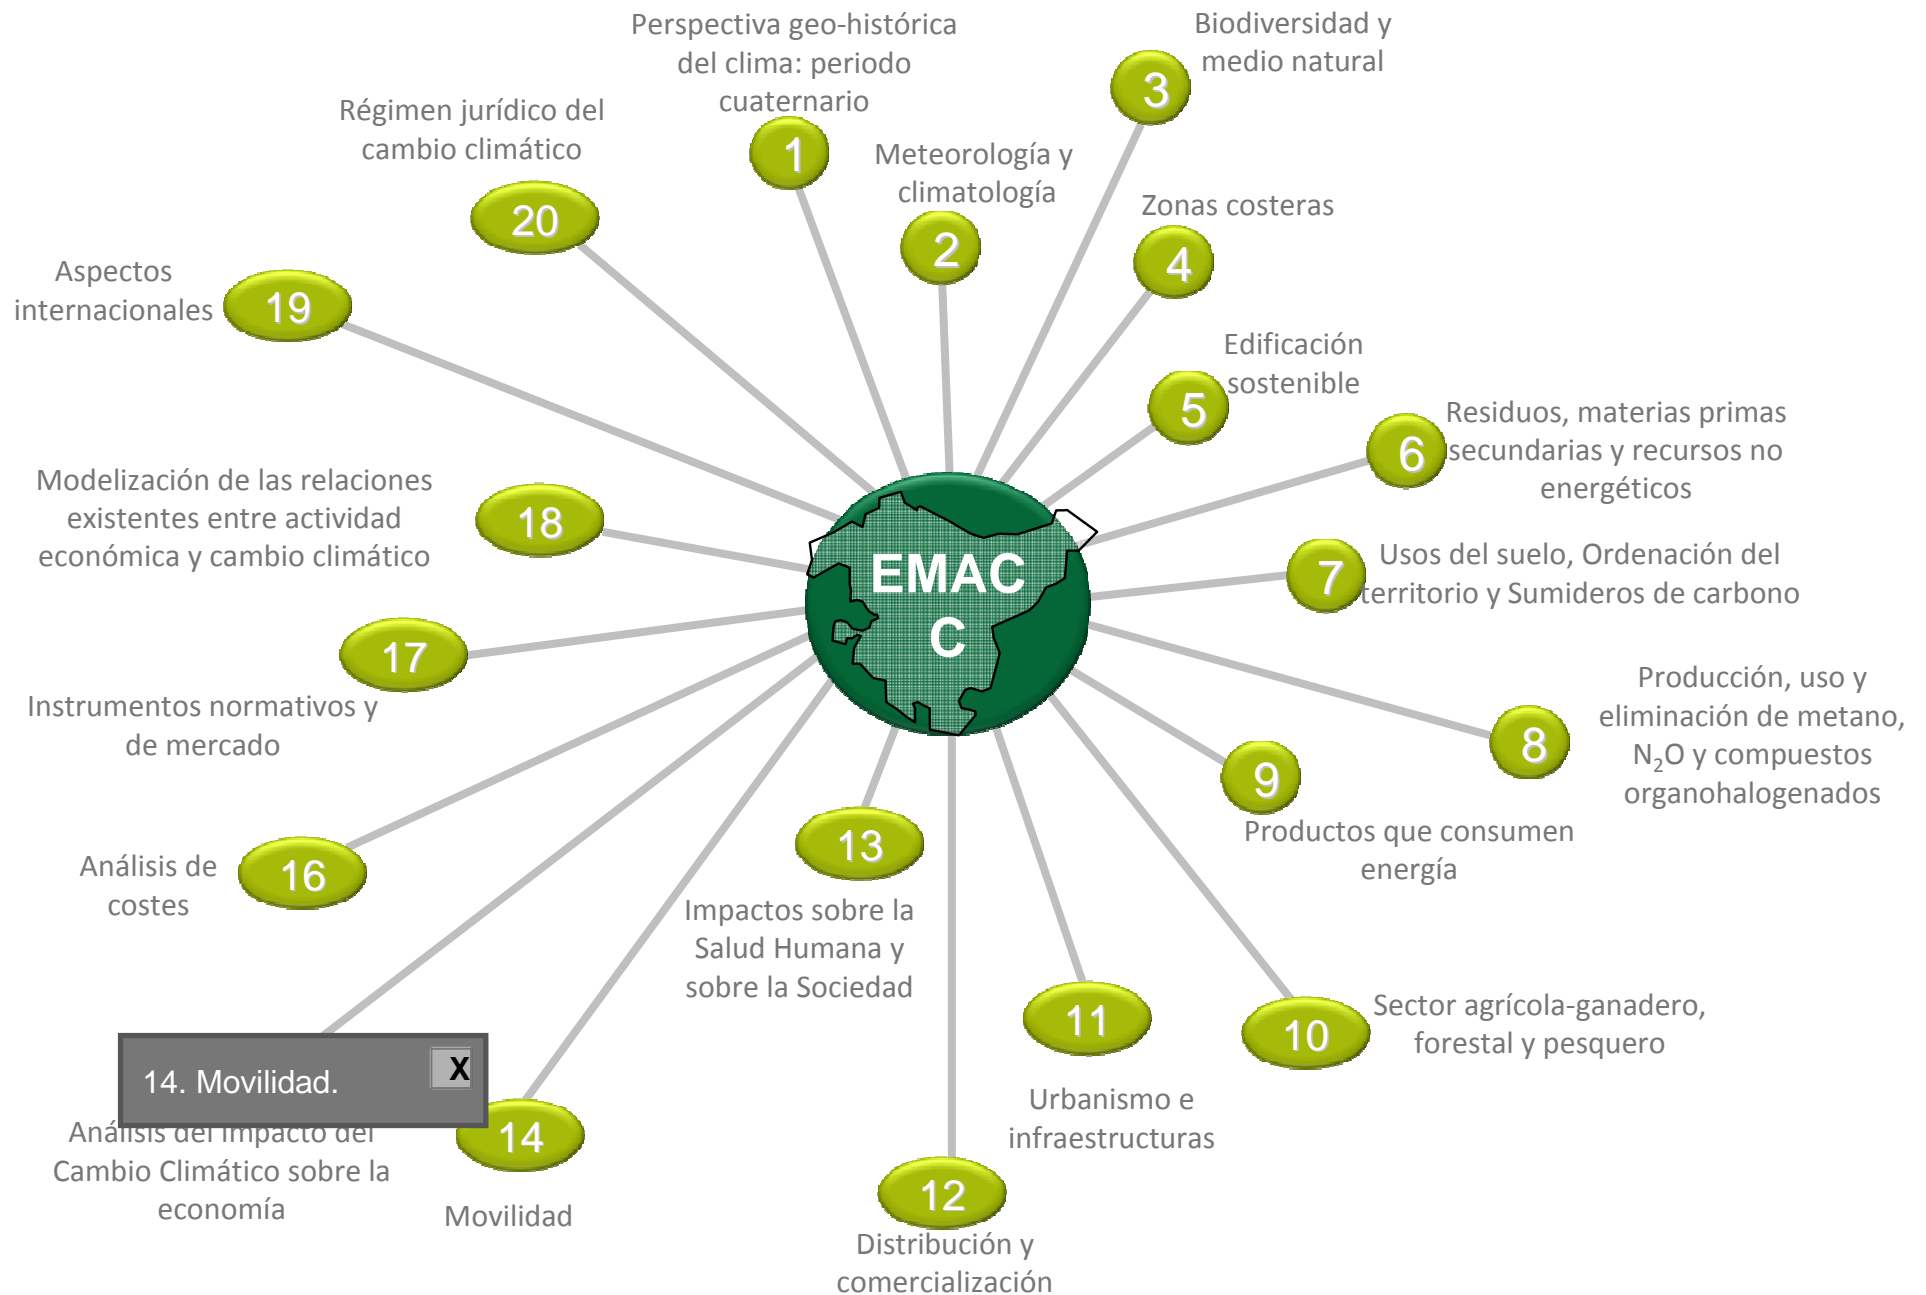 Perspectiva geo-histórica
del clima: periodo
cuaternario
1
Meteorología y
climatología
2
Biodiversidad y
medio natural
3
Zonas costeras
4
Edificación
sostenible
5
Residuos, materias primas
secundarias y recursos no
energéticos
6
Usos del suelo, Ordenación del
territorio y Sumideros de carbono
7
Producción, uso y
eliminación de metano,
N₂O y compuestos
organohalogenados
8
Productos que consumen
energía
9
Sector agrícola-ganadero,
forestal y pesquero
10
Urbanismo e
infraestructuras
11
Distribución y
comercialización
12
Impactos sobre la
Salud Humana y
sobre la Sociedad
13
Movilidad
14
14. Movilidad.
X
Análisis del impacto del
Cambio Climático sobre la
economía
Análisis de
costes
16
Instrumentos normativos y
de mercado
17
Modelización de las relaciones
existentes entre actividad
económica y cambio climático
18
Aspectos
internacionales
19
Régimen jurídico del
cambio climático
20
EMAC
C